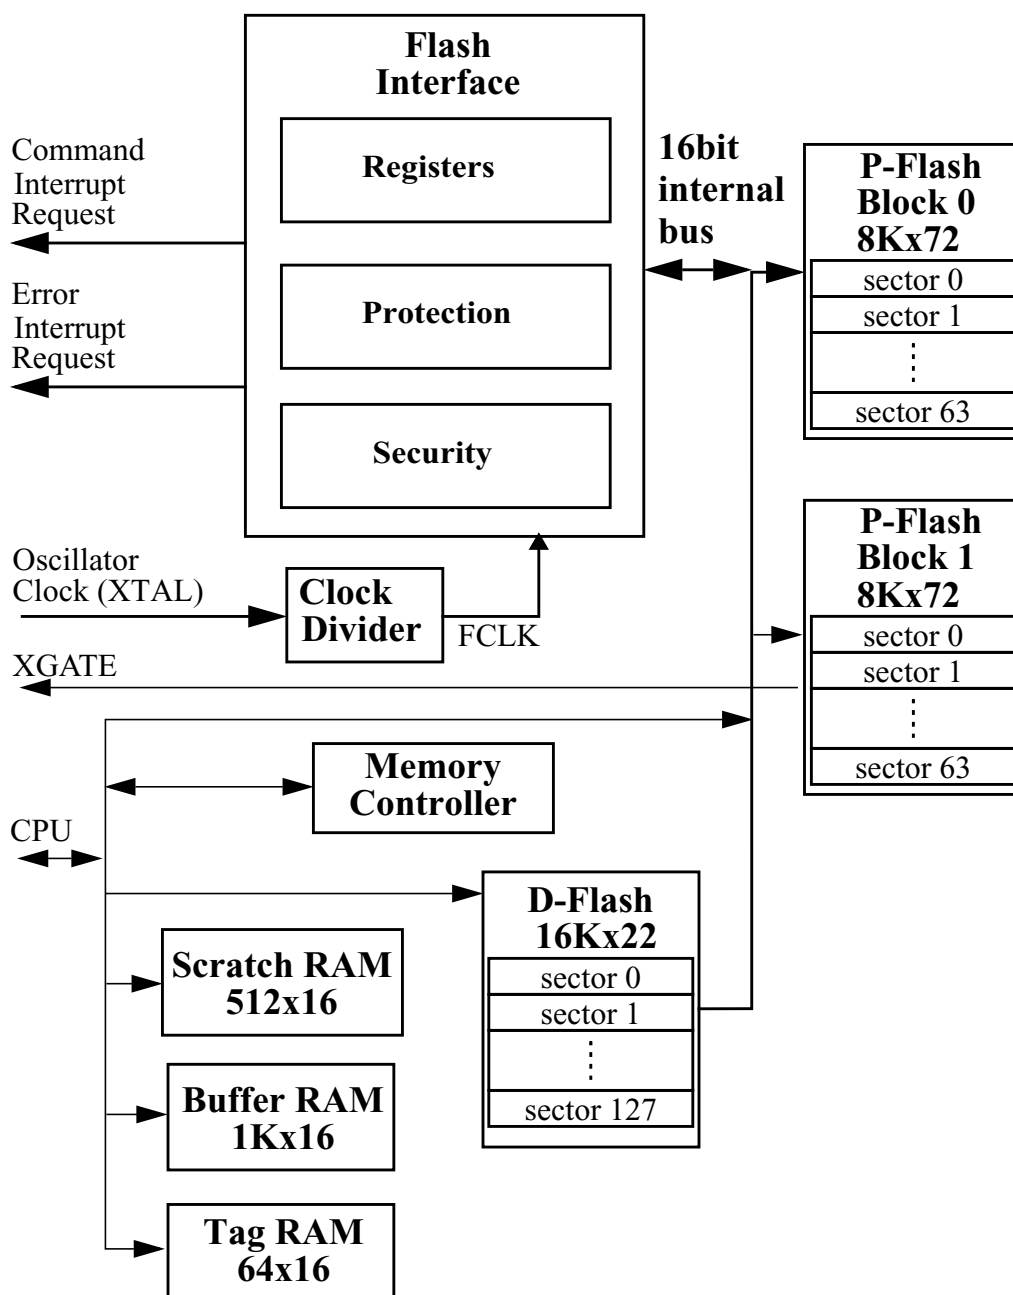 Flash
Interface
Registers
Protection
Security
Command
Interrupt
Request
Error
Interrupt
Request
16bit
internal
bus
P-Flash
Block 0
8Kx72
sector 0
sector 1
sector 63
P-Flash
Block 1
8Kx72
sector 0
sector 1
sector 63
Oscillator
Clock (XTAL)
Clock
Divider
FCLK
XGATE
Memory
Controller
CPU
D-Flash
16Kx22
sector 0
sector 1
sector 127
Scratch RAM
512x16
Buffer RAM
1Kx16
Tag RAM
64x16